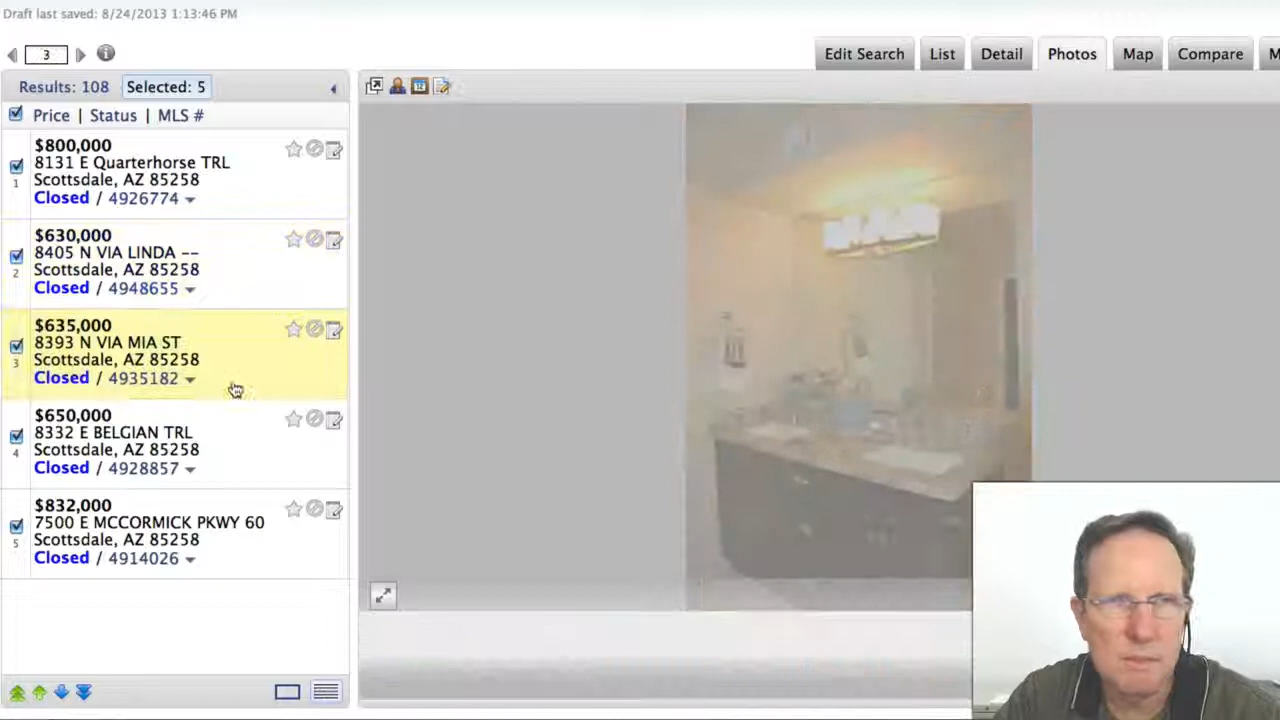 Draft last saved: 8/24/2013 1:13:46 PM
3
Edit Search List Detail Photos Map Compare
Results: 108 Selected: 5
Price | Status | MLS #
$800,000
8131 E Quarterhorse TRL
Scottsdale, AZ 85258
Closed / 4926774
1
$630,000
8405 N VIA LINDA --
Scottsdale, AZ 85258
Closed / 4948655
2
$635,000
8393 N VIA MIA ST
Scottsdale, AZ 85258
Closed / 4935182
3
$650,000
8332 E BELGIAN TRL
Scottsdale, AZ 85258
Closed / 4928857
4
$832,000
7500 E MCCORMICK PKWY 60
Scottsdale, AZ 85258
Closed / 4914026
5